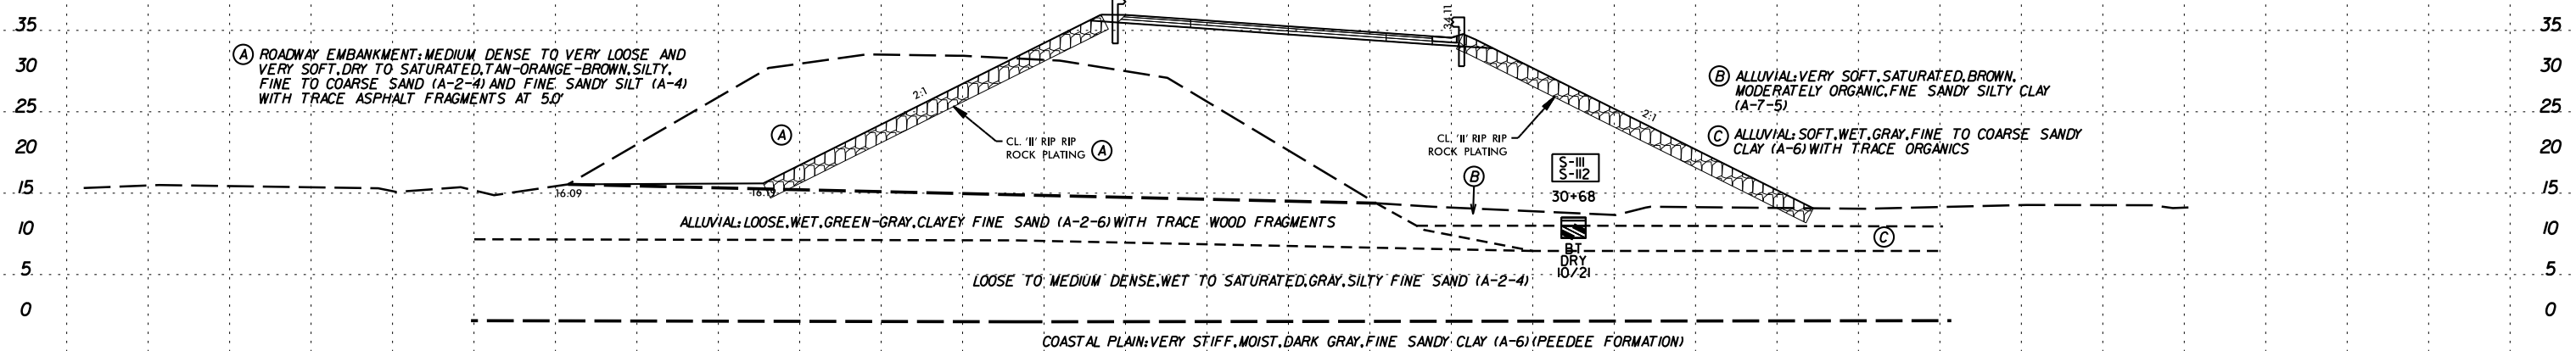 35
30
25
20
15
10
5
0
Ⓐ ROADWAY EMBANKMENT:MEDIUM DENSE TO VERY LOOSE AND
VERY SOFT,DRY TO SATURATED,TAN-ORANGE-BROWN,SILTY,
FINE TO COARSE SAND (A-2-4) AND FINE SANDY SILT (A-4)
WITH TRACE ASPHALT FRAGMENTS AT 5.0'
Ⓐ
2:1
CL. 'II' RIP RIP
ROCK PLATING Ⓐ
34.11
CL. 'II' RIP RIP
ROCK PLATING
2:1
Ⓑ
S-111
S-112
30+68
BT
DRY
10/21
Ⓑ ALLUVIAL:VERY SOFT,SATURATED,BROWN,
MODERATELY ORGANIC,FNE SANDY SILTY CLAY
(A-7-5)
Ⓒ ALLUVIAL:SOFT,WET,GRAY,FINE TO COARSE SANDY
CLAY (A-6) WITH TRACE ORGANICS
Ⓒ
16.09
ALLUVIAL:LOOSE,WET,GREEN-GRAY,CLAYEY FINE SAND (A-2-6) WITH TRACE WOOD FRAGMENTS
LOOSE TO MEDIUM DENSE,WET TO SATURATED,GRAY,SILTY FINE SAND (A-2-4)
COASTAL PLAIN:VERY STIFF,MOIST,DARK GRAY,FINE SANDY CLAY (A-6) (PEEDEE FORMATION)
35
30
25
20
15
10
5
0